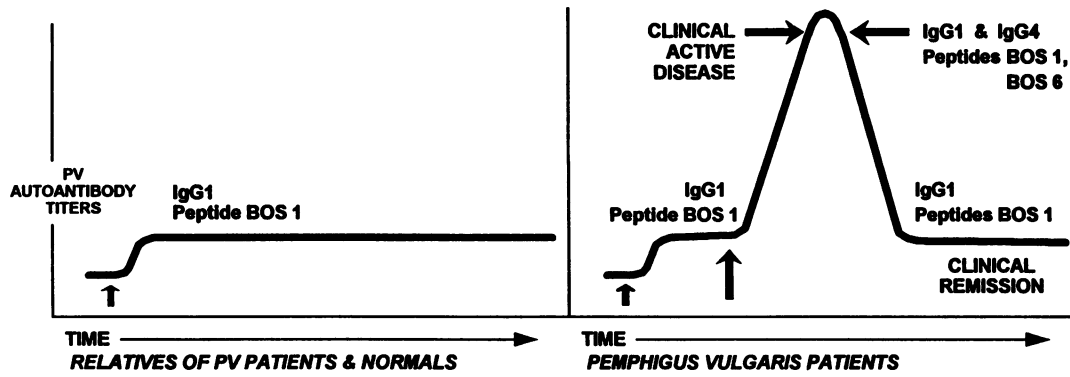 PV
AUTOANTIBODY
TITERS
IgG1
Peptide BOS 1
TIME
RELATIVES OF PV PATIENTS & NORMALS
CLINICAL
ACTIVE
DISEASE
IgG1 & IgG4
Peptides BOS 1,
BOS 6
IgG1
Peptide BOS 1
IgG1
Peptides BOS 1
CLINICAL
REMISSION
TIME
PEMPHIGUS VULGARIS PATIENTS